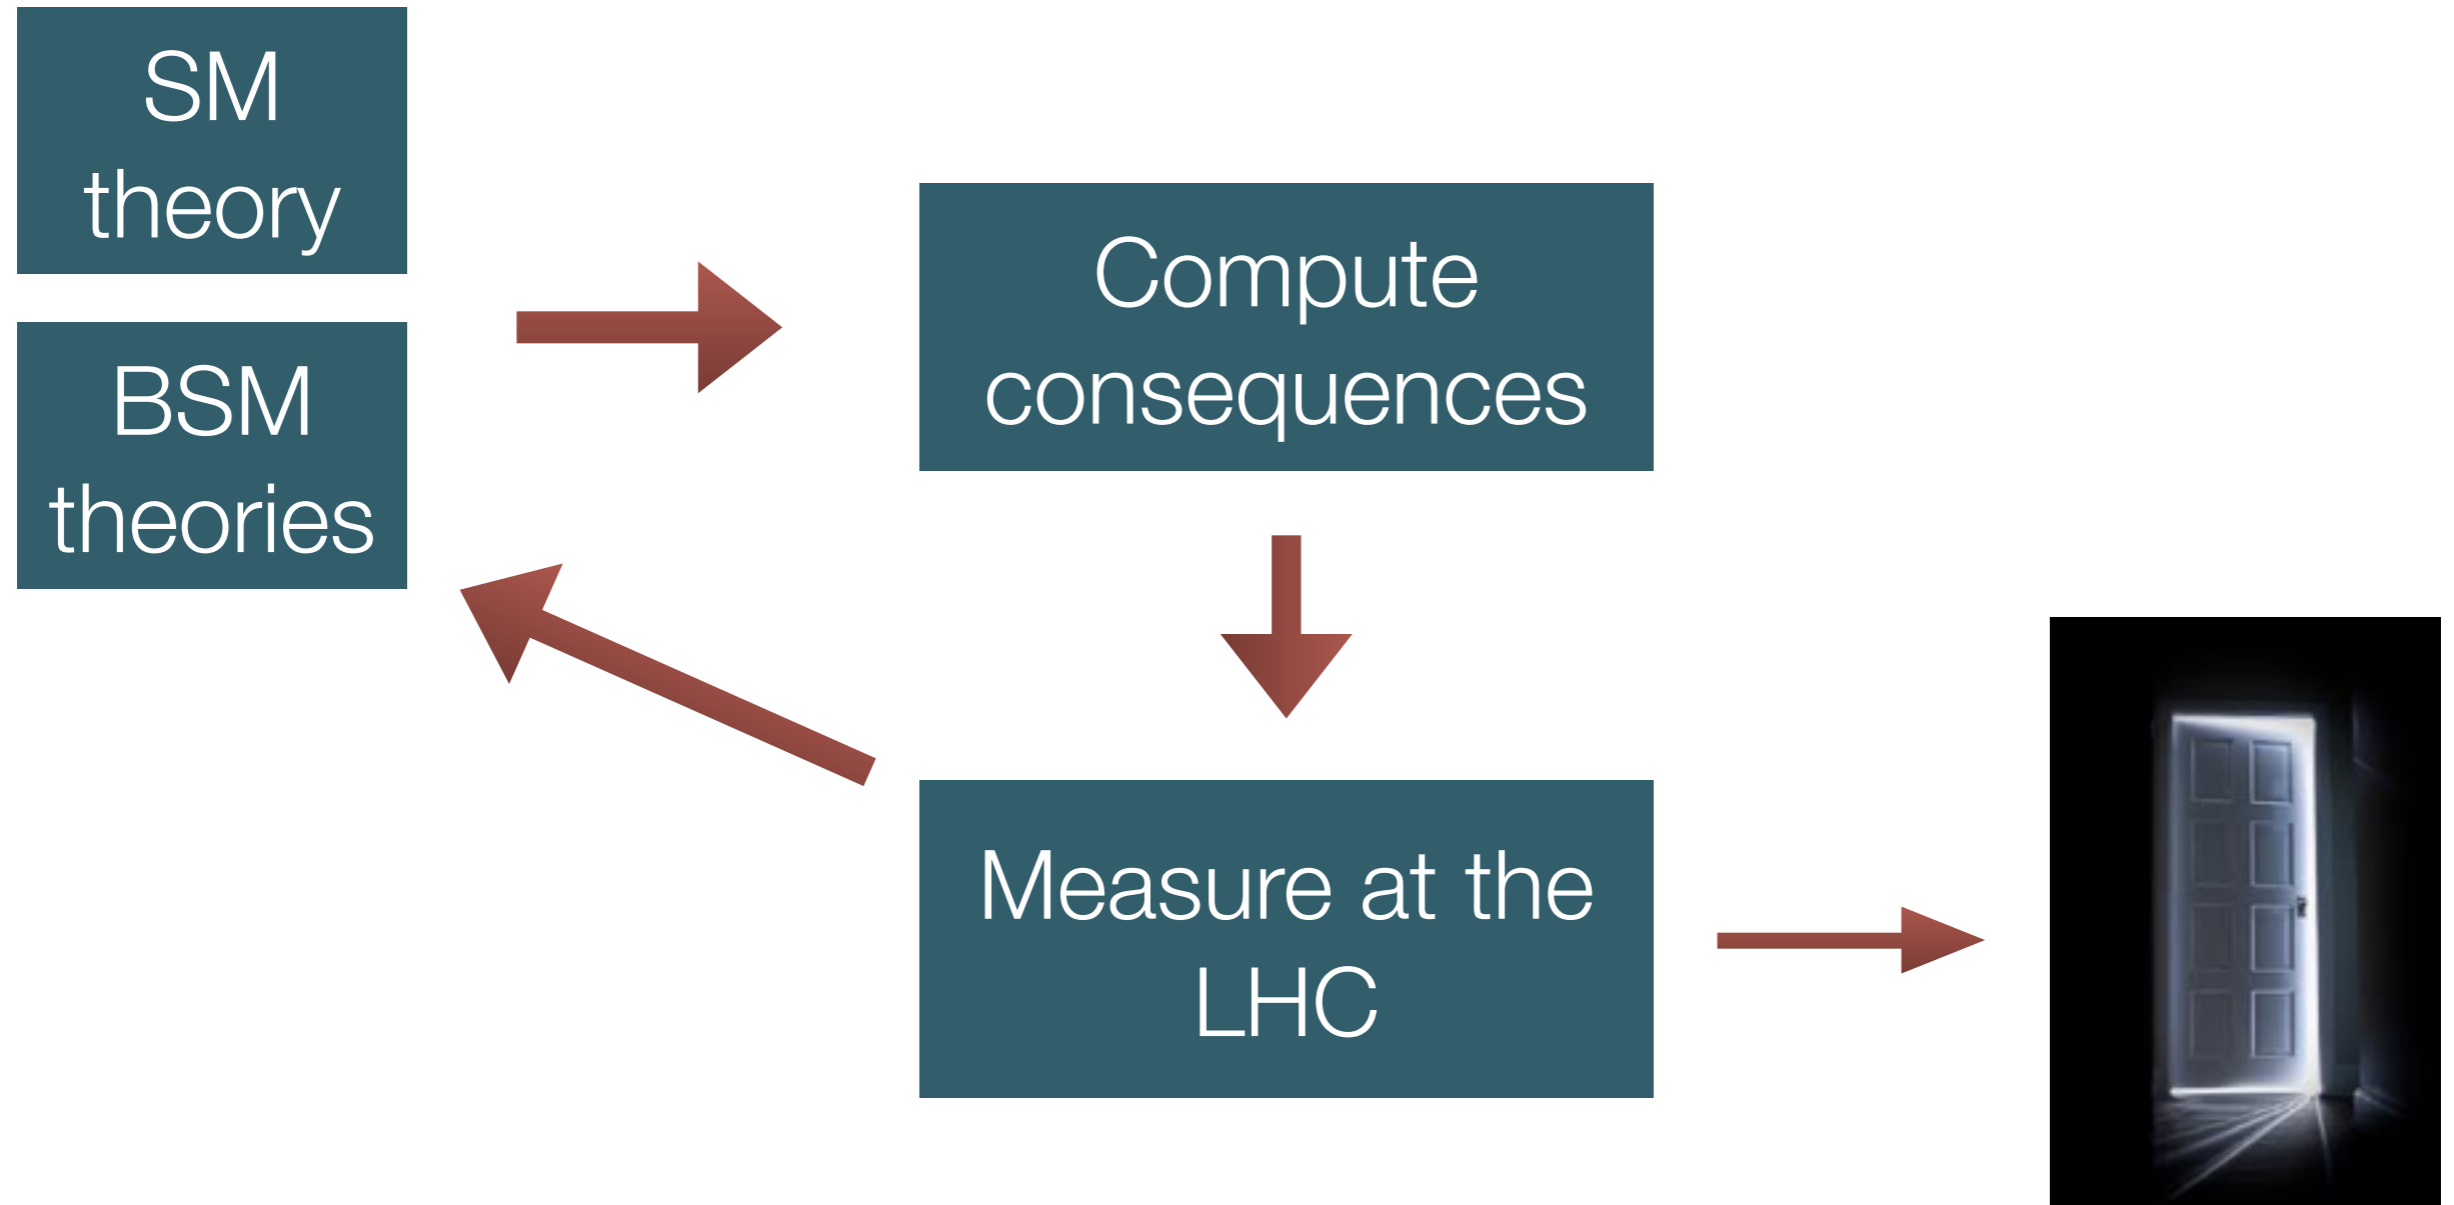 SM
theory
BSM
theories
Compute
consequences
Measure at the
LHC